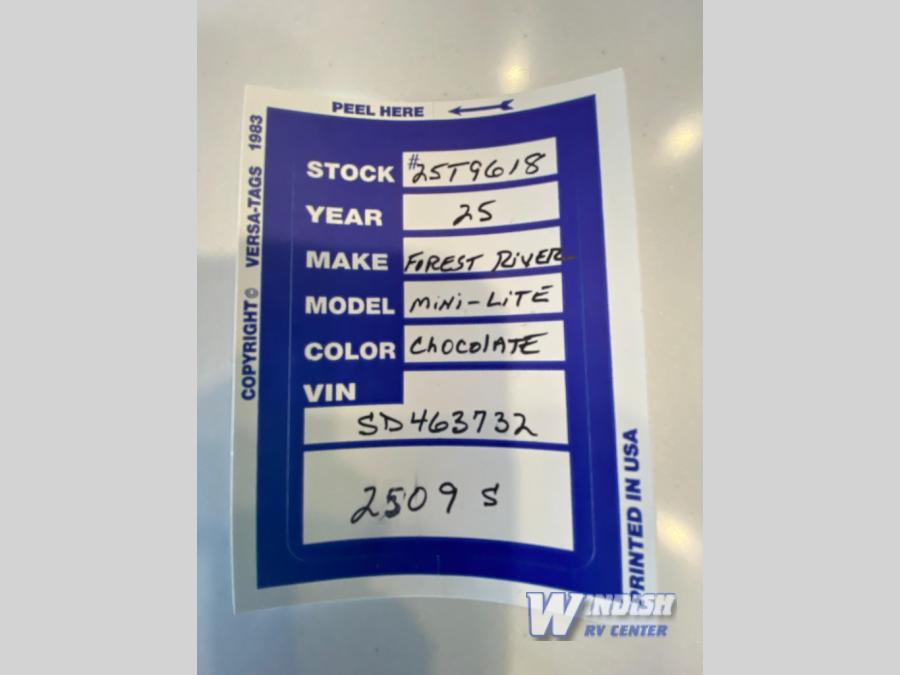 PEEL HERE
COPYRIGHT © VERSA-TAGS 1983
STOCK #25T9618
YEAR 25
MAKE FOREST RIVER
MODEL MINI-LITE
COLOR CHOCOLATE
VIN
SD463732
2509 S
PRINTED IN USA
WINDISH
RV CENTER